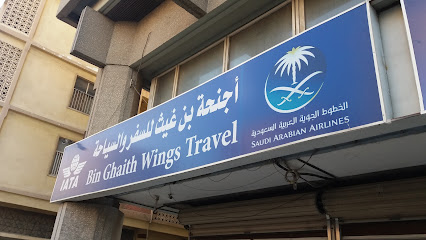 أجنحة بن غيث للسفر والسياحة
Bin Ghaith Wings Travel
IATA
الخطوط الجوية العربية السعودية
SAUDI ARABIAN AIRLINES